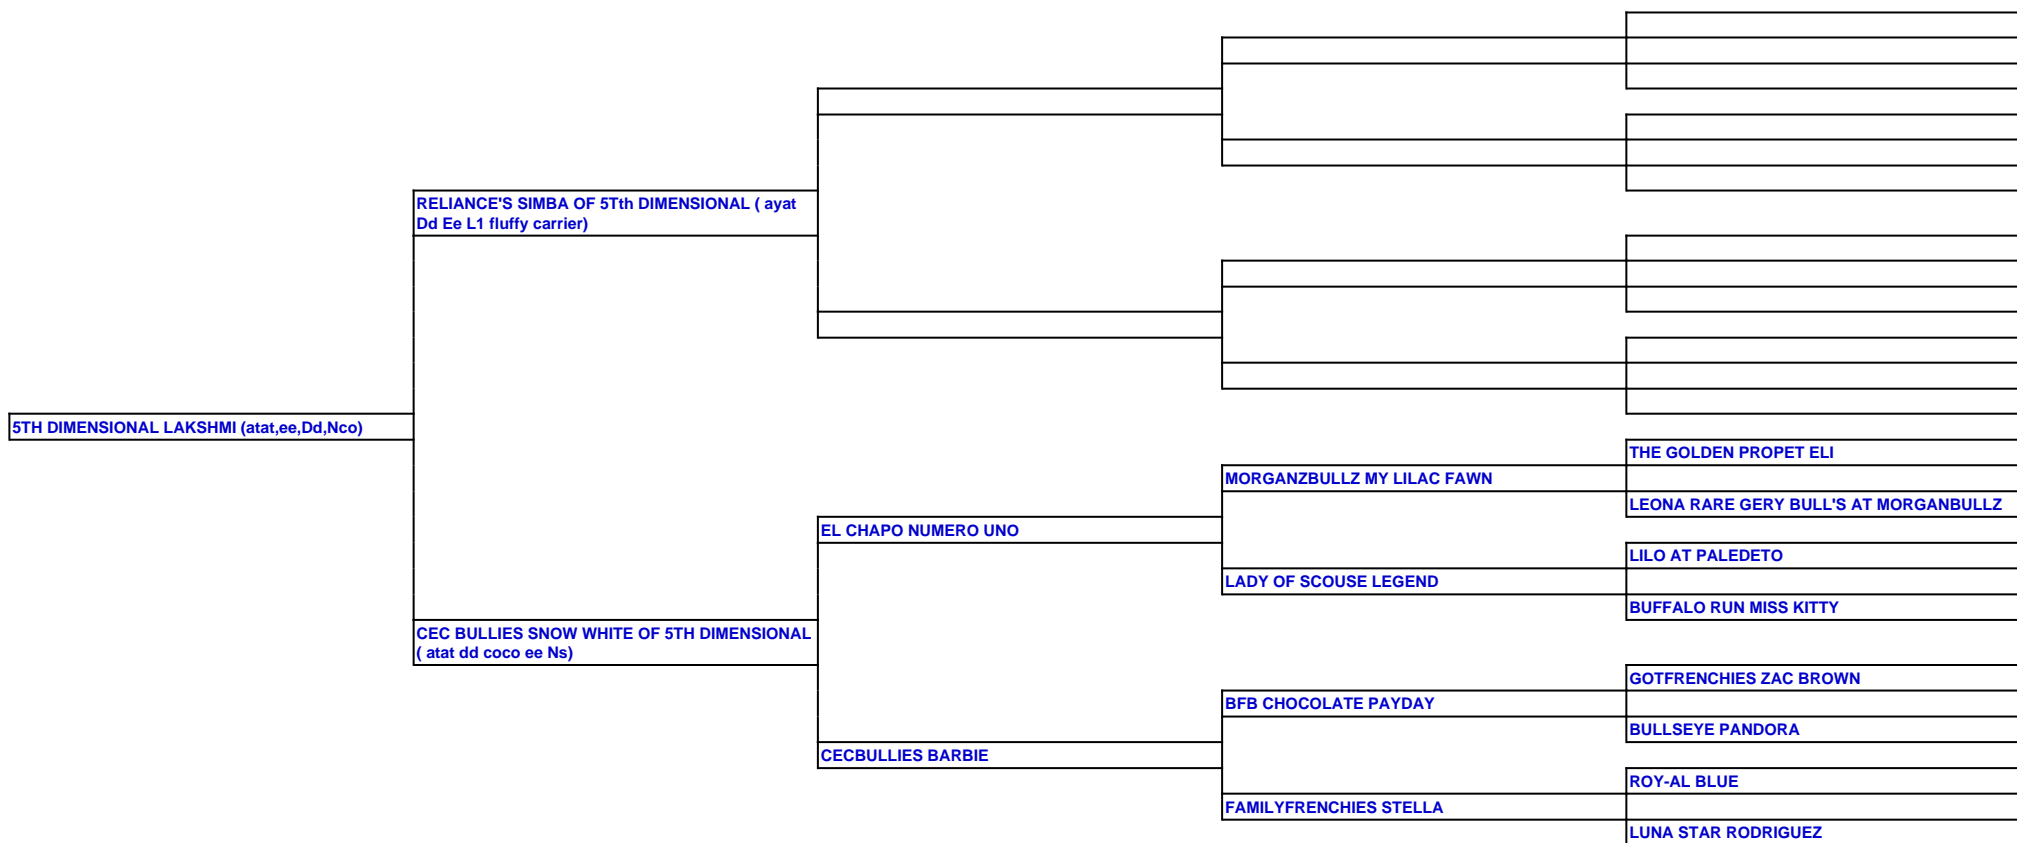 RELIANCE'S SIMBA OF 5Tth DIMENSIONAL ( ayat
Dd Ee L1 fluffy carrier)
5TH DIMENSIONAL LAKSHMI (atat,ee,Dd,Nco)
THE GOLDEN PROPET ELI
MORGANZBULLZ MY LILAC FAWN
LEONA RARE GERY BULL'S AT MORGANBULLZ
EL CHAPO NUMERO UNO
LILO AT PALEDETO
LADY OF SCOUSE LEGEND
BUFFALO RUN MISS KITTY
CEC BULLIES SNOW WHITE OF 5TH DIMENSIONAL
( atat dd coco ee Ns)
GOTFRENCHIES ZAC BROWN
BFB CHOCOLATE PAYDAY
BULLSEYE PANDORA
CECBULLIES BARBIE
ROY-AL BLUE
FAMILYFRENCHIES STELLA
LUNA STAR RODRIGUEZ